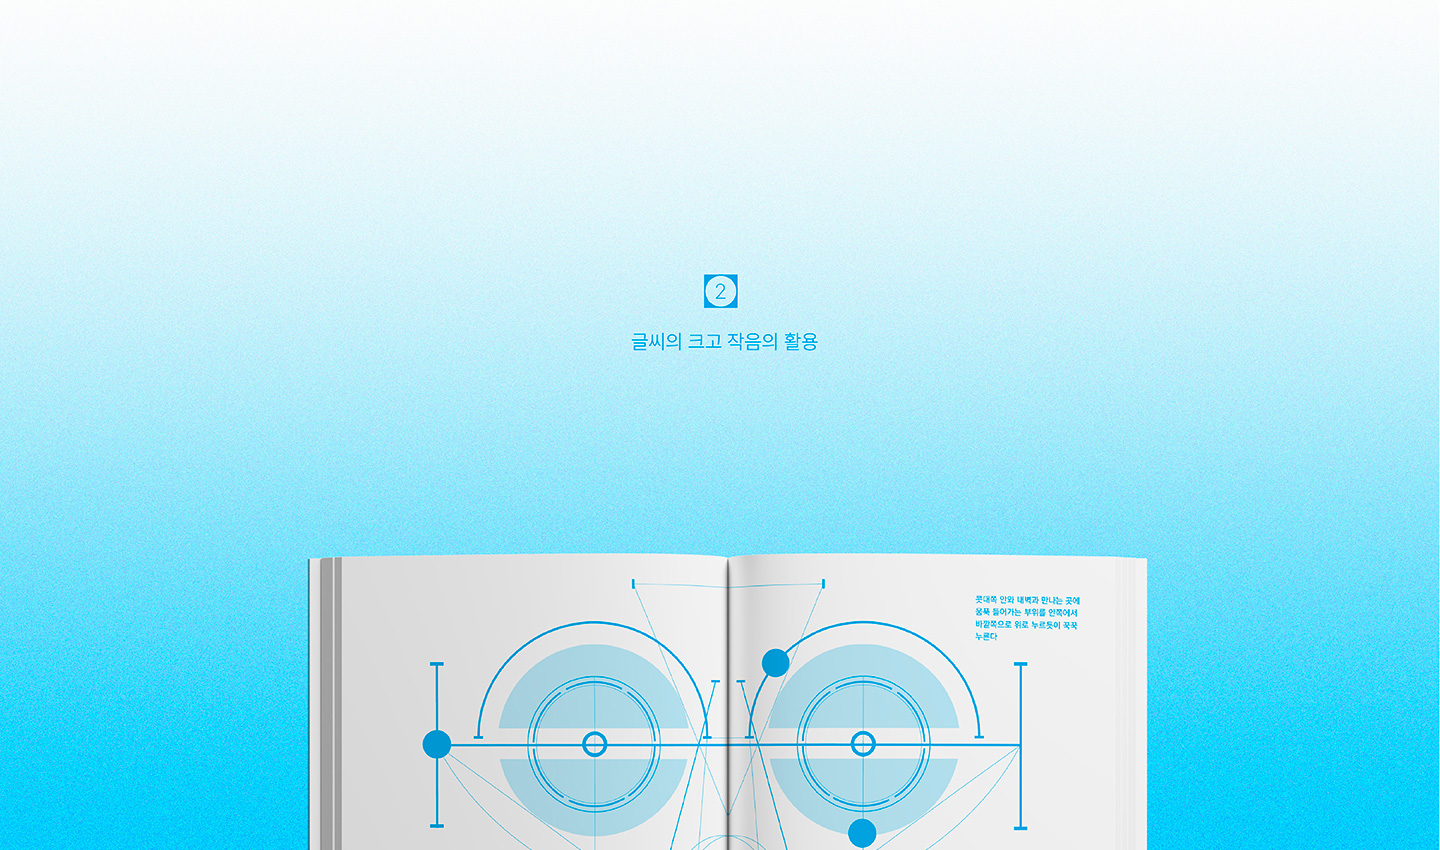 2
글씨의 크고 작음의 활용
콧대쪽 안와 내벽과 만나는 곳에
움푹 들어가는 부위를 안쪽에서
바깥쪽으로 위로 누르듯이 꾹꾹
누른다